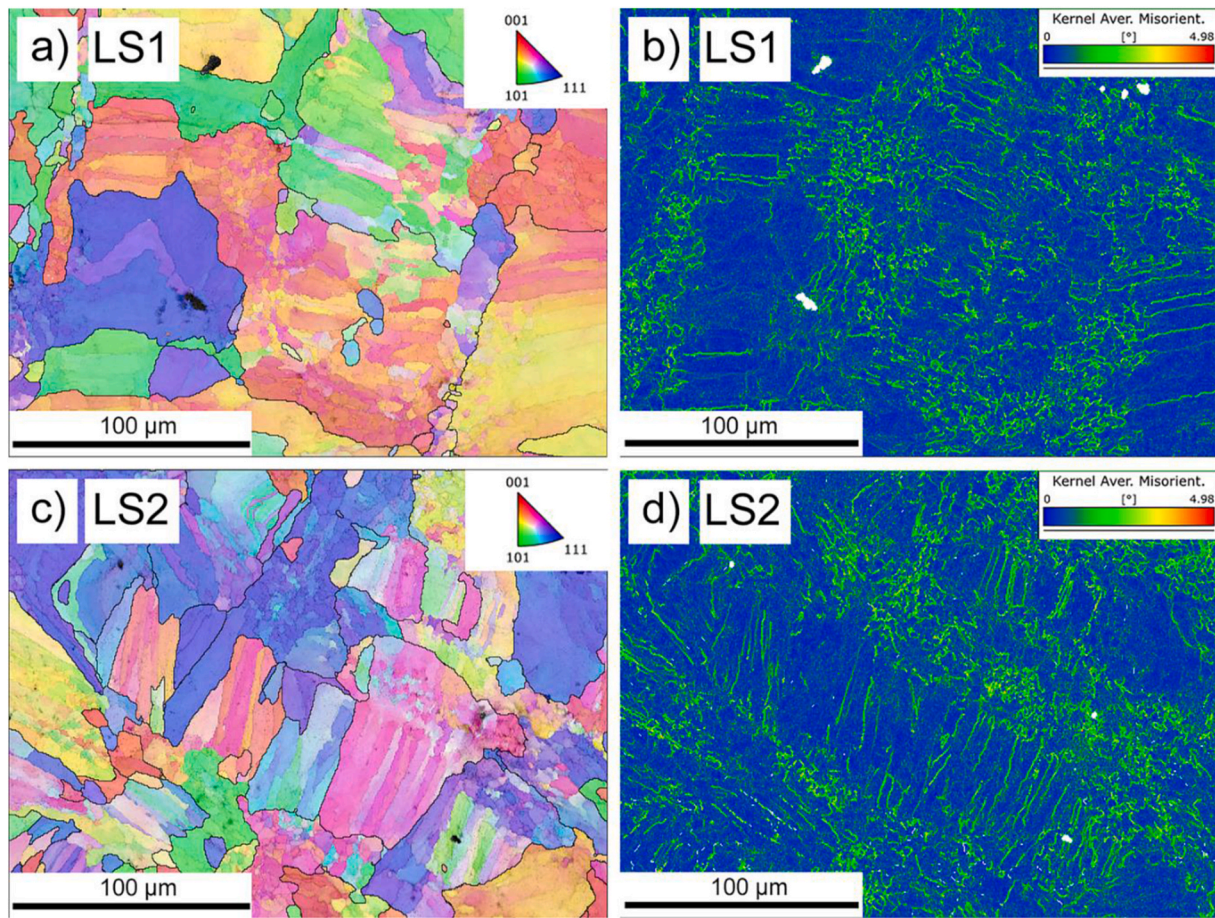 a) LS1
001
101
111
100 µm
b) LS1
Kernel Aver. Misorient.
0 [°] 4.98
100 µm
c) LS2
001
101
111
100 µm
d) LS2
Kernel Aver. Misorient.
0 [°] 4.98
100 µm